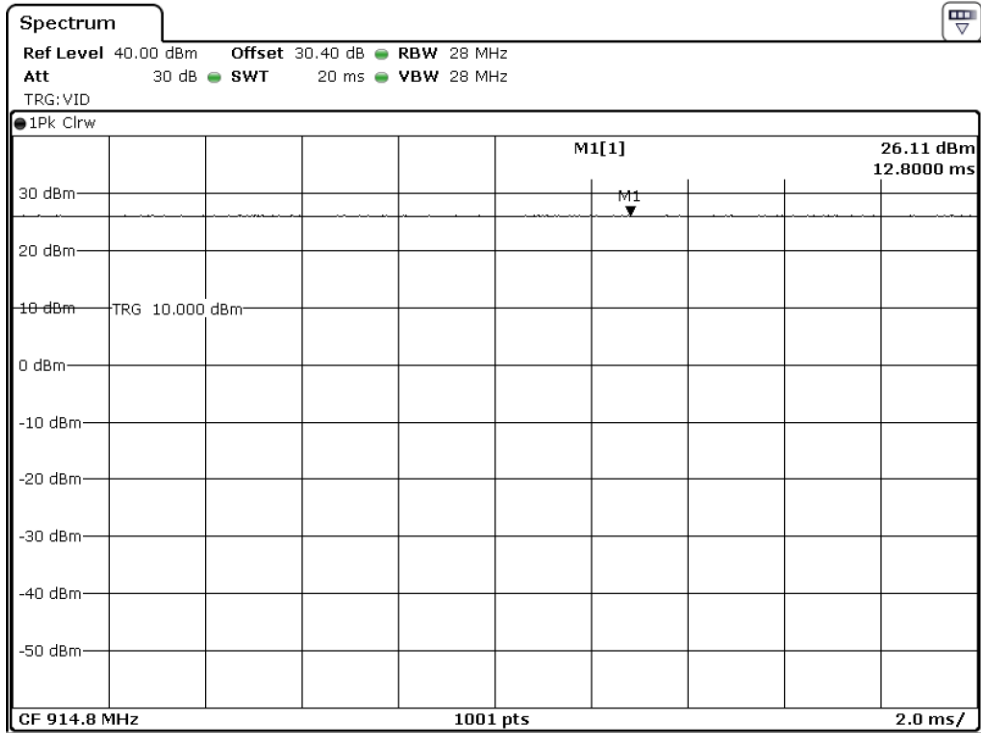 Spectrum
Ref Level 40.00 dBm Offset 30.40 dB RBW 28 MHz
Att 30 dB SWT 20 ms VBW 28 MHz
TRG:VID
1Pk Clrw
M1[1] 26.11 dBm
12.8000 ms
30 dBm
M1
20 dBm
10 dBm TRG 10.000 dBm
0 dBm
-10 dBm
-20 dBm
-30 dBm
-40 dBm
-50 dBm
CF 914.8 MHz 1001 pts 2.0 ms/